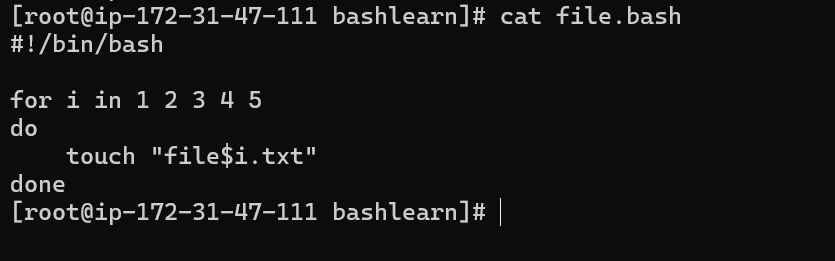 [root@ip-172-31-47-111 bashlearn]# cat file.bash
#!/bin/bash

for i in 1 2 3 4 5
do
    touch "file$i.txt"
done
[root@ip-172-31-47-111 bashlearn]#